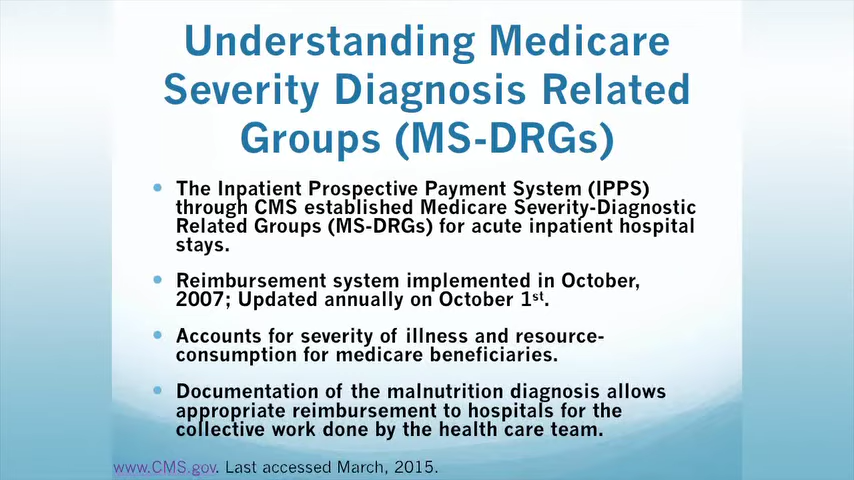 Understanding Medicare
Severity Diagnosis Related
Groups (MS-DRGs)
• The Inpatient Prospective Payment System (IPPS)
through CMS established Medicare Severity-Diagnostic
Related Groups (MS-DRGs) for acute inpatient hospital
stays.
• Reimbursement system implemented in October,
2007; Updated annually on October 1st.
• Accounts for severity of illness and resource-
consumption for medicare beneficiaries.
• Documentation of the malnutrition diagnosis allows
appropriate reimbursement to hospitals for the
collective work done by the health care team.
www.CMS.gov. Last accessed March, 2015.